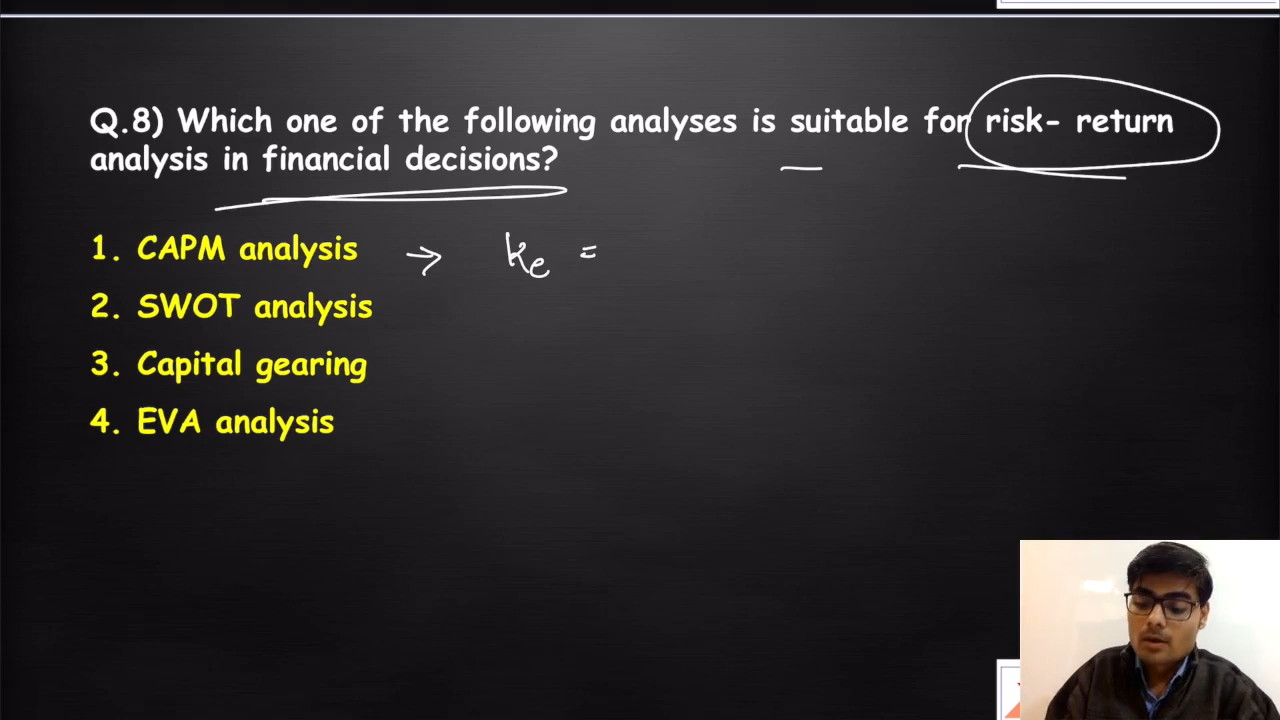 Q.8) Which one of the following analyses is suitable for risk- return
analysis in financial decisions?
1. CAPM analysis → ke =
2. SWOT analysis
3. Capital gearing
4. EVA analysis